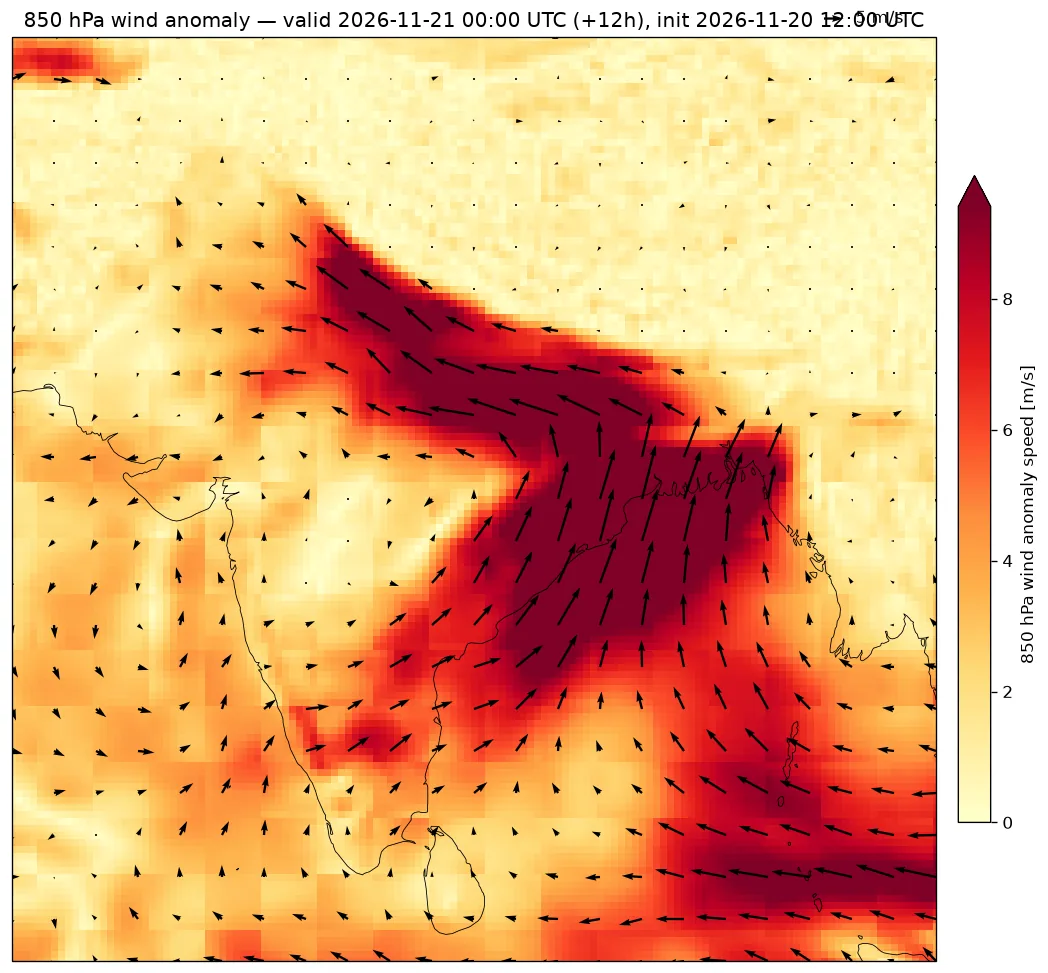 850 hPa wind anomaly — valid 2026-11-21 00:00 UTC (+12h), init 2026-11-20 12:00 UTC
5 m/s
8
6
4
2
0
850 hPa wind anomaly speed [m/s]